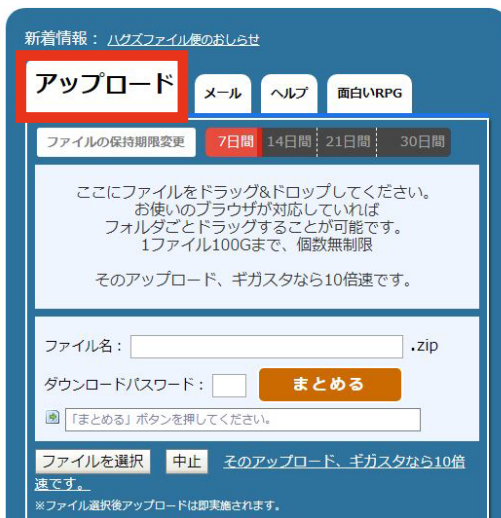 新着情報： ハグズファイル便のおしらせ
アップロード メール ヘルプ 面白いRPG
ファイルの保持期限変更 7日間 14日間 21日間 30日間
ここにファイルをドラッグ&ドロップしてください。
お使いのブラウザが対応していれば
フォルダごとドラッグすることが可能です。
1ファイル100Gまで、個数無制限
そのアップロード、ギガスタなら10倍速です。
ファイル名： .zip
ダウンロードパスワード： まとめる
「まとめる」ボタンを押してください。
ファイルを選択 中止 そのアップロード、ギガスタなら10倍
速です。
※ファイル選択後アップロードは即実施されます。